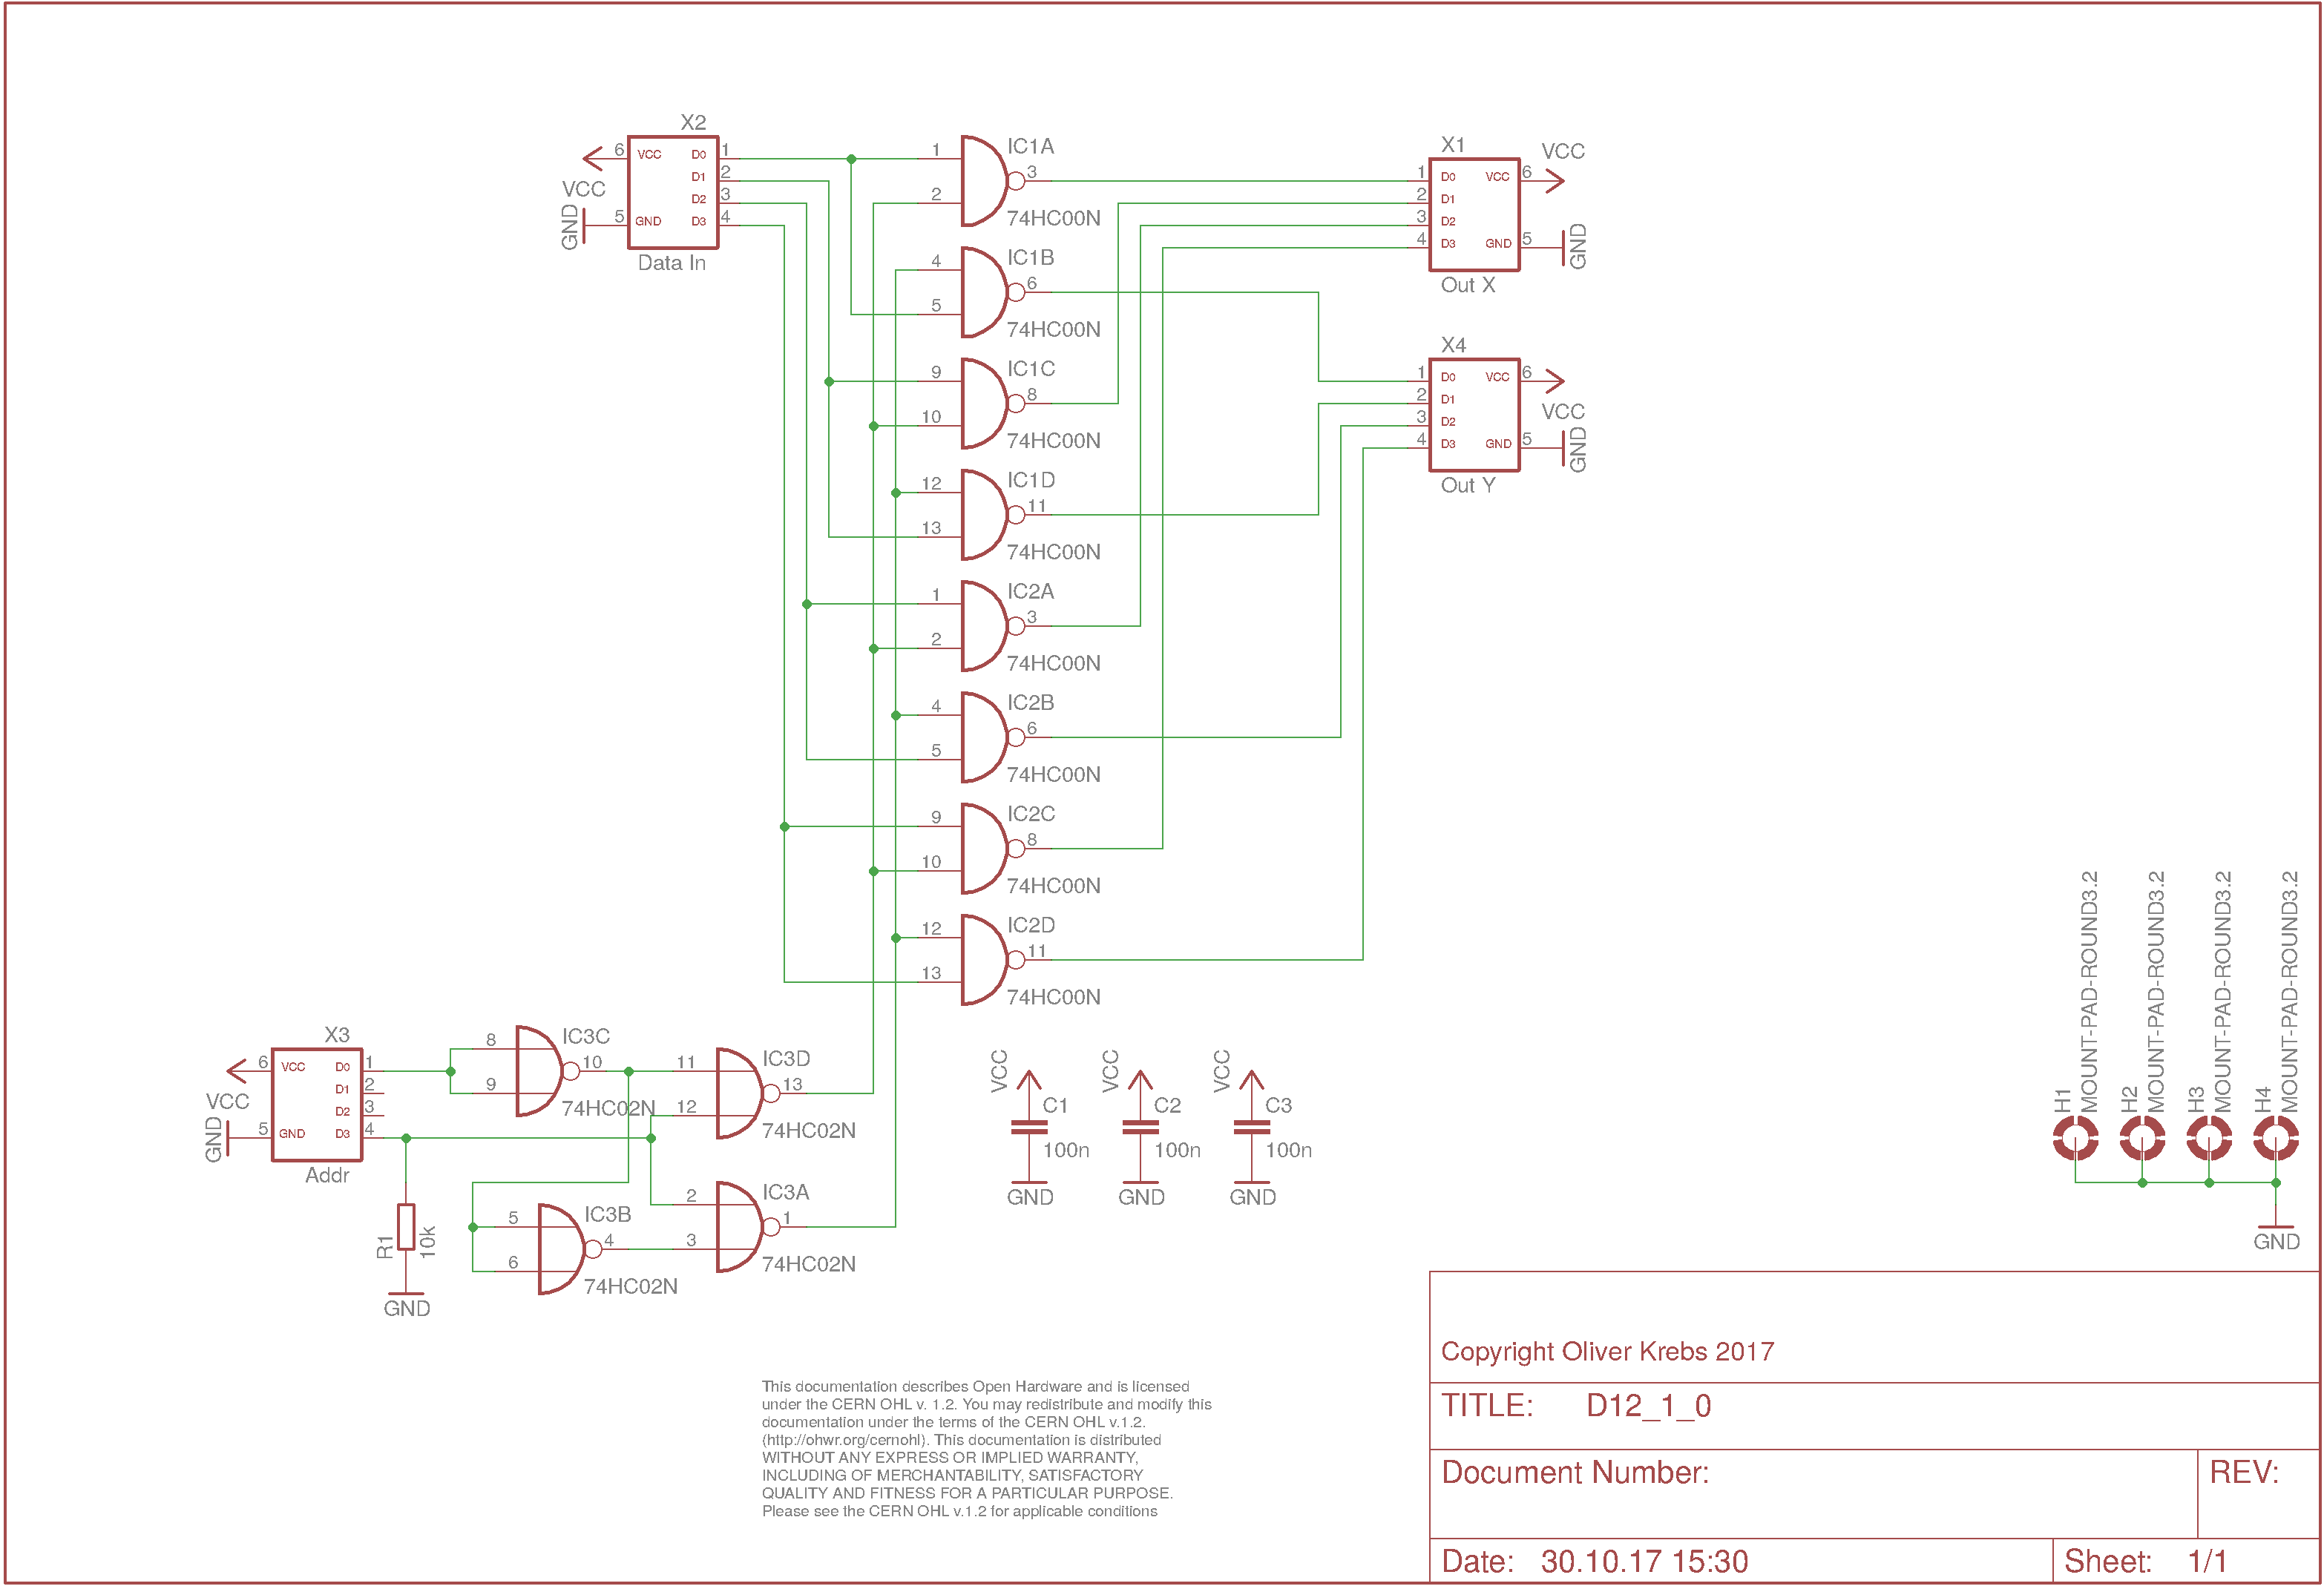 X2
6 VCC D0 1
D1 2
VCC D2 3
GND 5 GND D3 4
Data In
IC1A
1
3
2
74HC00N
IC1B
4
6
5
74HC00N
IC1C
9
8
10
74HC00N
IC1D
12
11
13
74HC00N
IC2A
1
3
2
74HC00N
IC2B
4
6
5
74HC00N
IC2C
9
8
10
74HC00N
IC2D
12
11
13
74HC00N
X1
VCC
1 D0 VCC 6
2 D1
3 D2
4 D3 GND 5 GND
Out X
X4
1 D0 VCC 6
2 D1
VCC
3 D2
4 D3 GND 5 GND
Out Y
X3
6 VCC D0 1
D1 2
VCC D2 3
GND 5 GND D3 4
Addr
IC3C
8
10
9
74HC02N
IC3D
11
13
12
74HC02N
IC3B
5
4
6
74HC02N
IC3A
2
1
3
74HC02N
R1
10k
GND
VCC
C1
100n
GND
VCC
C2
100n
GND
VCC
C3
100n
GND
H1
MOUNT-PAD-ROUND3.2
H2
MOUNT-PAD-ROUND3.2
H3
MOUNT-PAD-ROUND3.2
H4
MOUNT-PAD-ROUND3.2
GND
This documentation describes Open Hardware and is licensed
under the CERN OHL v. 1.2. You may redistribute and modify this
documentation under the terms of the CERN OHL v.1.2.
(http://ohwr.org/cernohl). This documentation is distributed
WITHOUT ANY EXPRESS OR IMPLIED WARRANTY,
INCLUDING OF MERCHANTABILITY, SATISFACTORY
QUALITY AND FITNESS FOR A PARTICULAR PURPOSE.
Please see the CERN OHL v.1.2 for applicable conditions
Copyright Oliver Krebs 2017
TITLE: D12_1_0
Document Number:
REV:
Date: 30.10.17 15:30
Sheet: 1/1